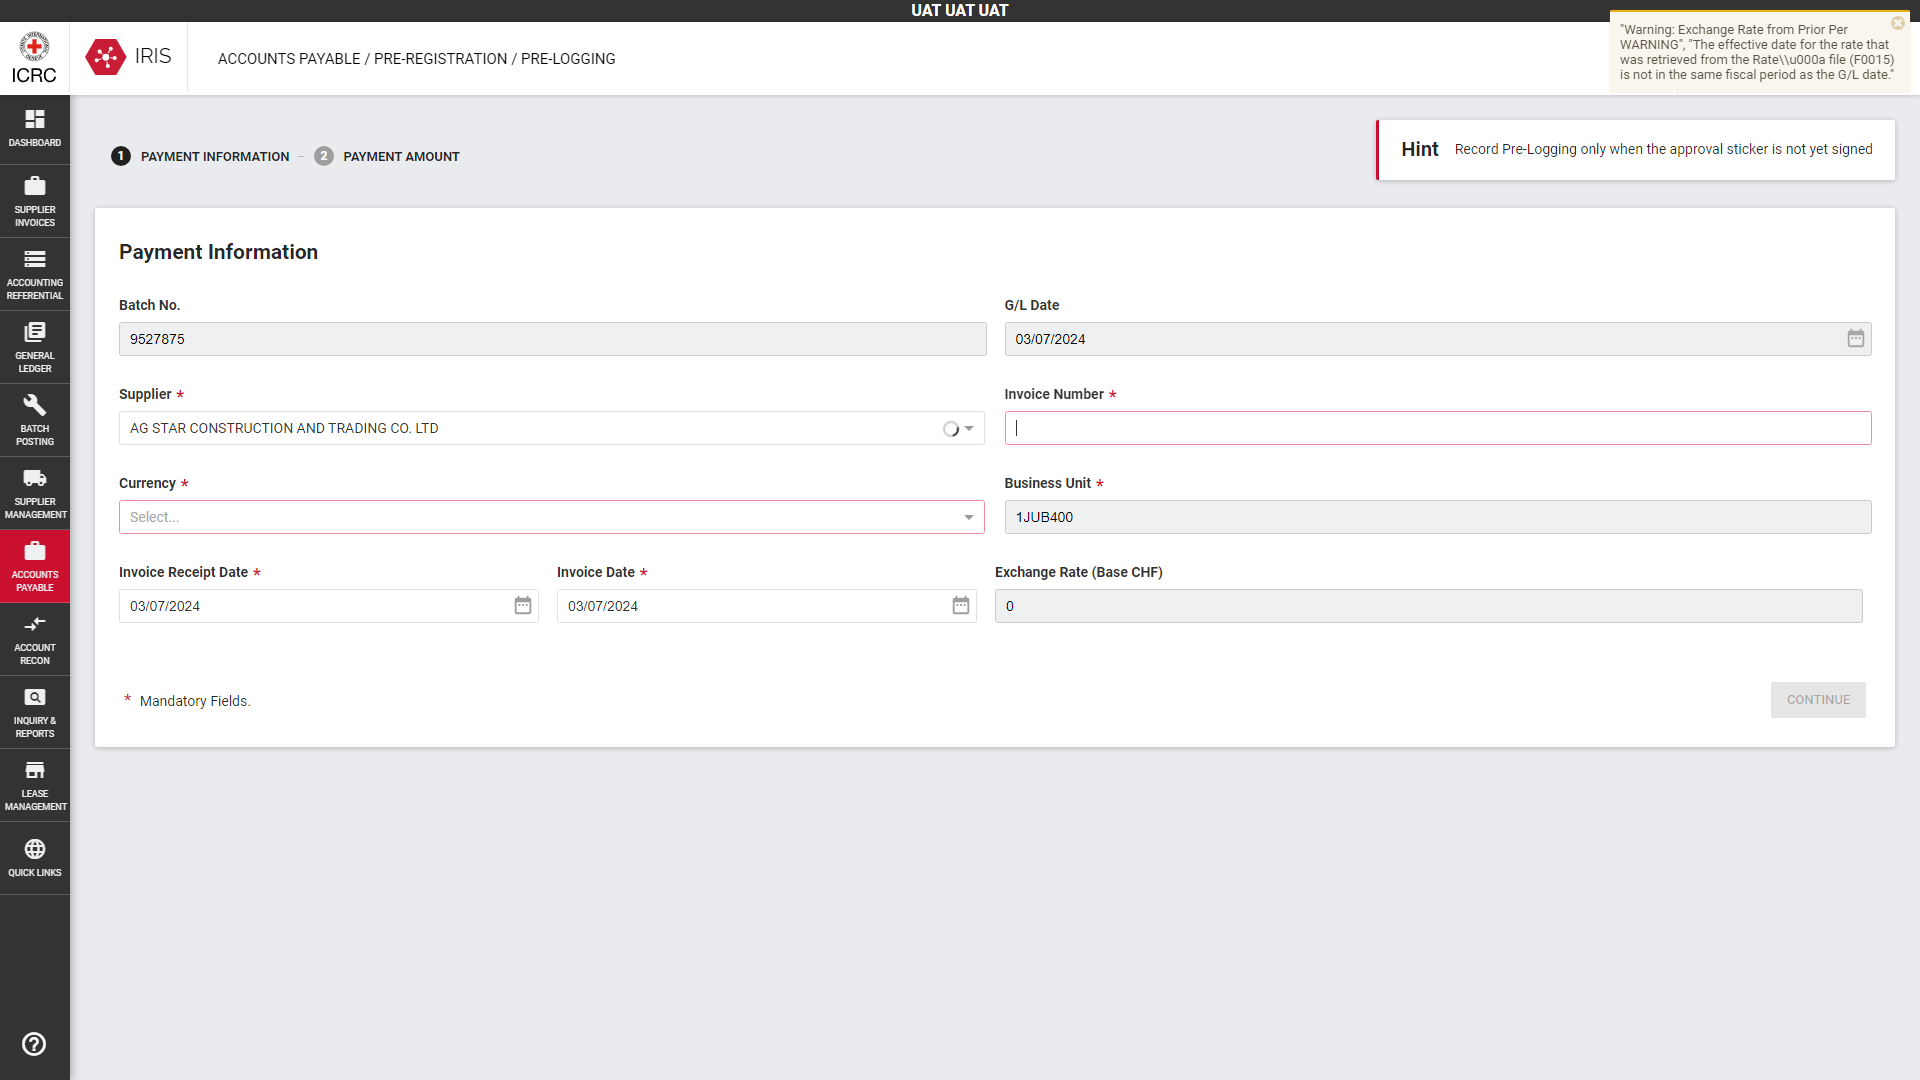 UAT UAT UAT
ICRC
IRIS
ACCOUNTS PAYABLE / PRE-REGISTRATION / PRE-LOGGING
"Warning: Exchange Rate from Prior Per
WARNING", "The effective date for the rate that
was retrieved from the Rate\\u000a file (F0015)
is not in the same fiscal period as the G/L date."
DASHBOARD
SUPPLIER
INVOICES
ACCOUNTING
REFERENTIAL
GENERAL
LEDGER
BATCH
POSTING
SUPPLIER
MANAGEMENT
ACCOUNTS
PAYABLE
ACCOUNT
RECON
INQUIRY &
REPORTS
LEASE
MANAGEMENT
QUICK LINKS
1 PAYMENT INFORMATION – 2 PAYMENT AMOUNT
Hint Record Pre-Logging only when the approval sticker is not yet signed
Payment Information
Batch No.
9527875
G/L Date
03/07/2024
Supplier *
AG STAR CONSTRUCTION AND TRADING CO. LTD
Invoice Number *
Currency *
Select...
Business Unit *
1JUB400
Invoice Receipt Date *
03/07/2024
Invoice Date *
03/07/2024
Exchange Rate (Base CHF)
0
* Mandatory Fields.
CONTINUE